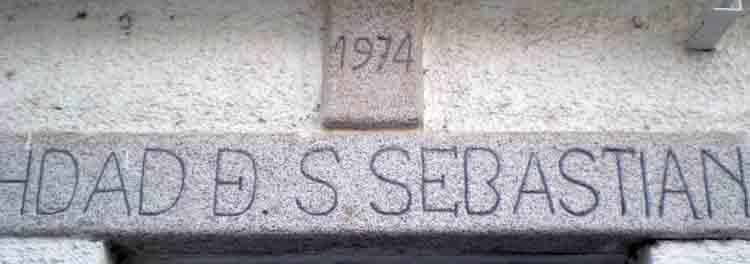 1974
HDAD Đ. S. SEBASTIAN